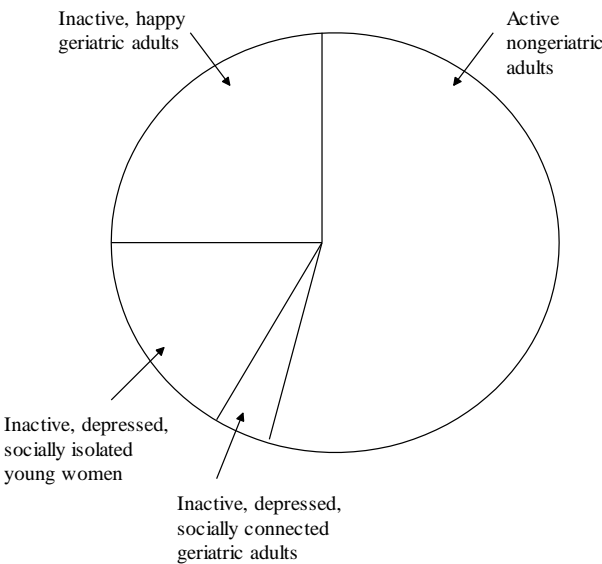 Inactive, happy
geriatric adults
Active
nongeriatric
adults
Inactive, depressed,
socially isolated
young women
Inactive, depressed,
socially connected
geriatric adults